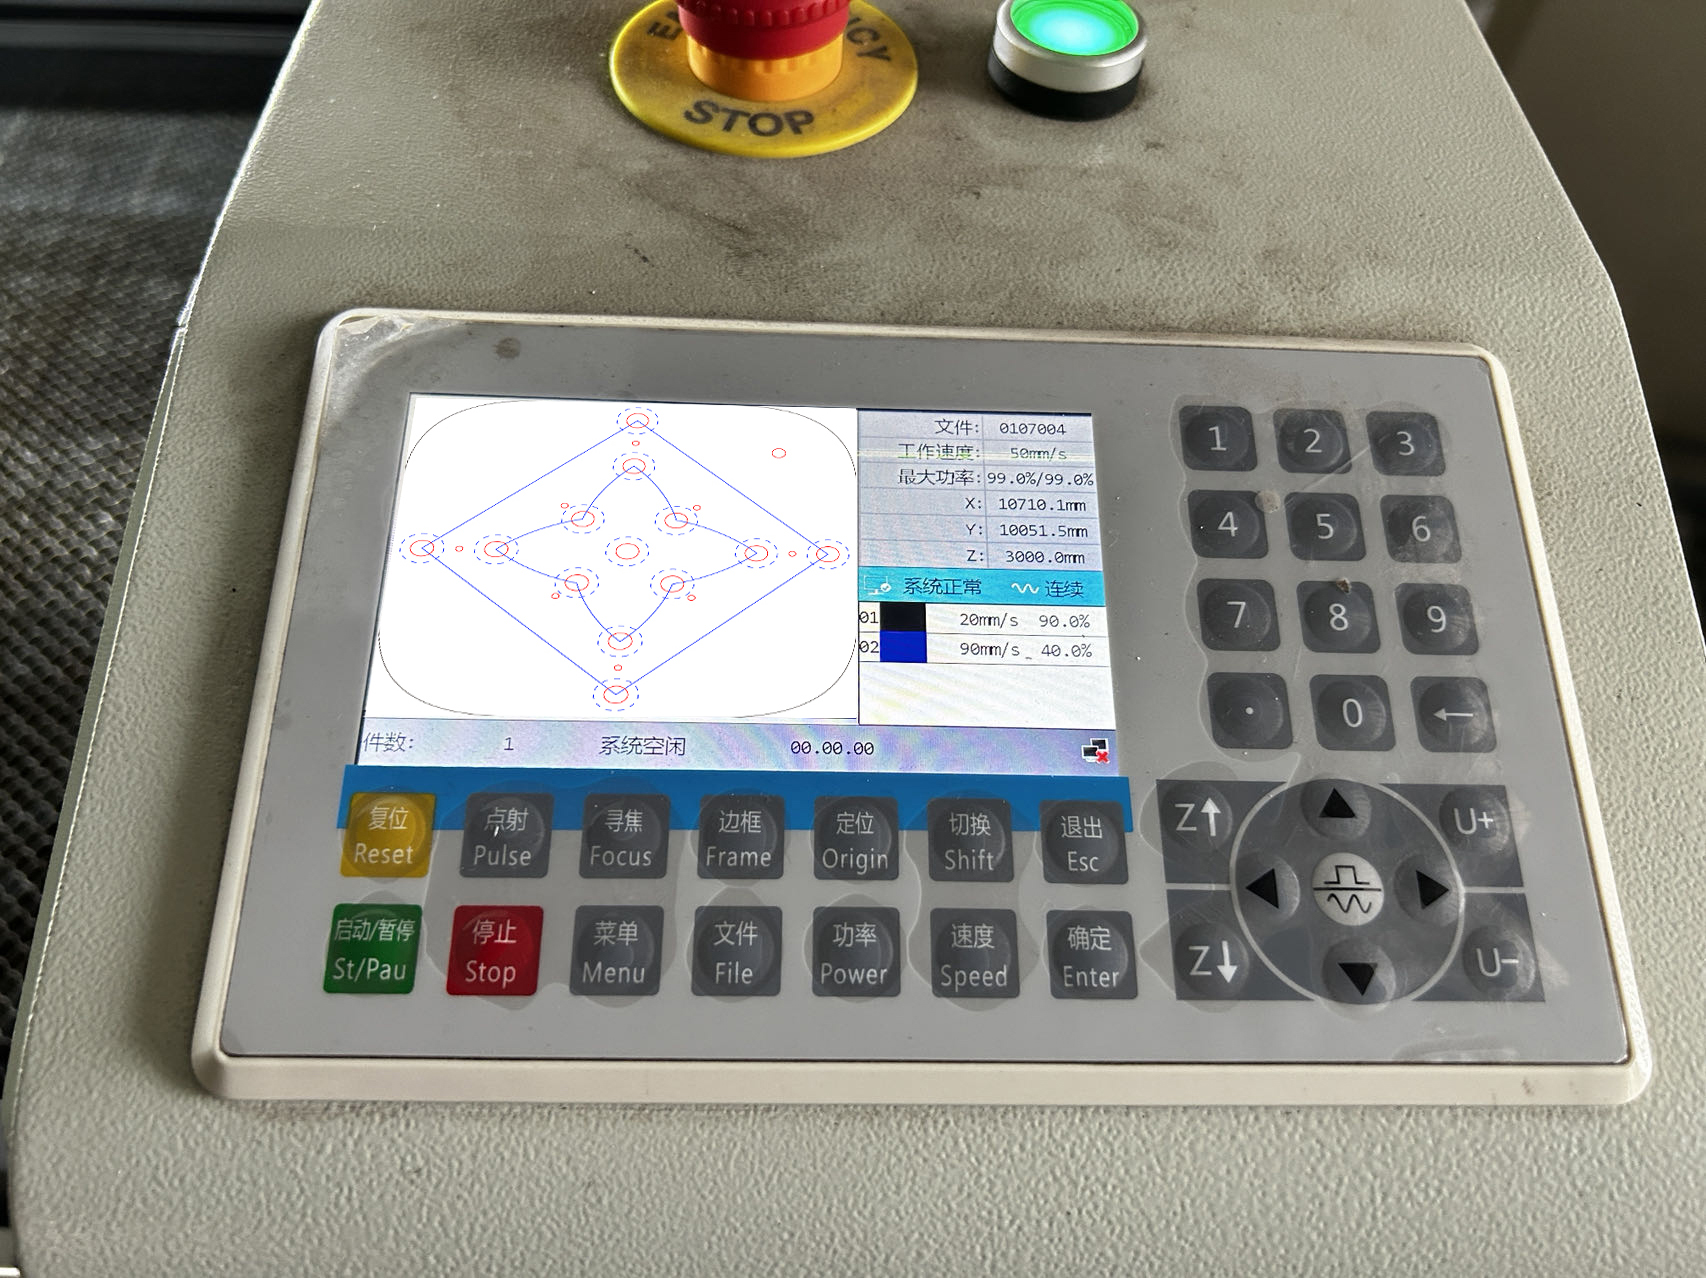 STOP
文件: 0107004
工作速度: 50mm/s
最大功率: 99.0%/99.0%
X: 10710.1mm
Y: 10051.5mm
Z: 3000.0mm
系统正常 连续
01 20mm/s 90.0%
02 90mm/s 40.0%
件数: 1 系统空闲 00.00.00
1 2 3
4 5 6
7 8 9
. 0 ←
复位 点射 寻焦 边框 定位 切换 退出
Reset Pulse Focus Frame Origin Shift Esc
启动/暂停 停止 菜单 文件 功率 速度 确定
St/Pau Stop Menu File Power Speed Enter
Z↑ U+
Z↓ U-